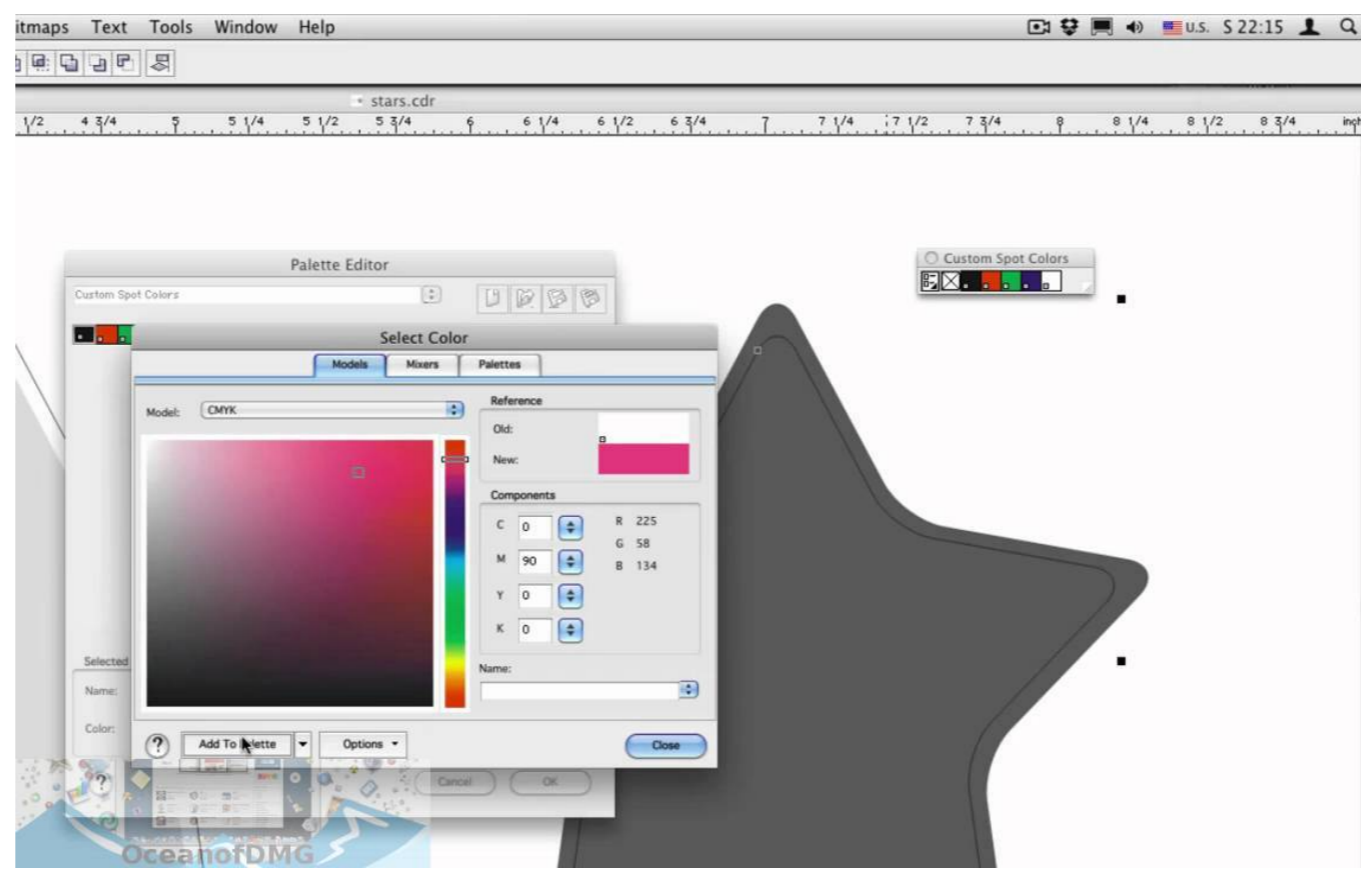 itmaps Text Tools Window Help U.S. S 22:15
stars.cdr
1/2 4 3/4 5 5 1/4 5 1/2 5 3/4 6 6 1/4 6 1/2 6 3/4 7 7 1/4 7 1/2 7 3/4 8 8 1/4 8 1/2 8 3/4 inch
Palette Editor
Custom Spot Colors
Custom Spot Colors
Select Color
Models Mixers Palettes
Model: CMYK
Reference
Old:
New:
Components
C 0 R 225
G 58
M 90 B 134
Y 0
K 0
Name:
Selected
Name:
Color:
? Add To Palette Options Close
? Cancel OK
OceanofDMG